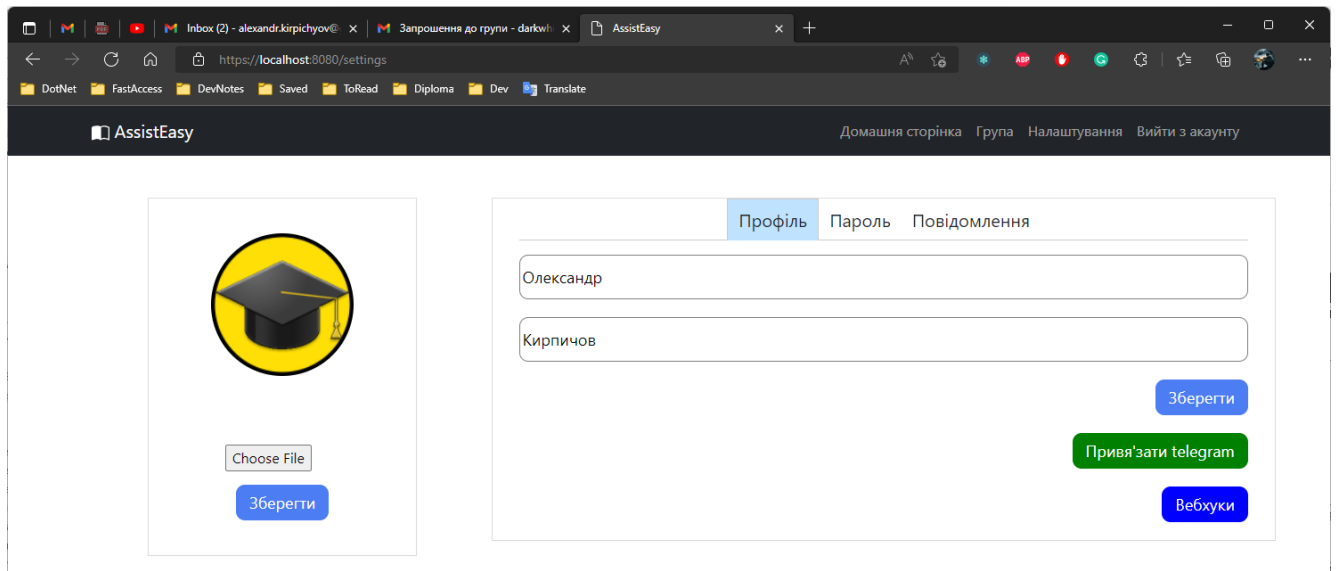 Inbox (2) - alexandr.kirpichyov@
Запрошення до групи - darkwh
AssistEasy
https://localhost:8080/settings
ABP
DotNet FastAccess DevNotes Saved ToRead Diploma Dev Translate
AssistEasy
Домашня сторінка Група Налаштування Вийти з акаунту
Профіль Пароль Повідомлення
Олександр
Кирпичов
Зберегти
Прив'язати telegram
Вебхуки
Choose File
Зберегти